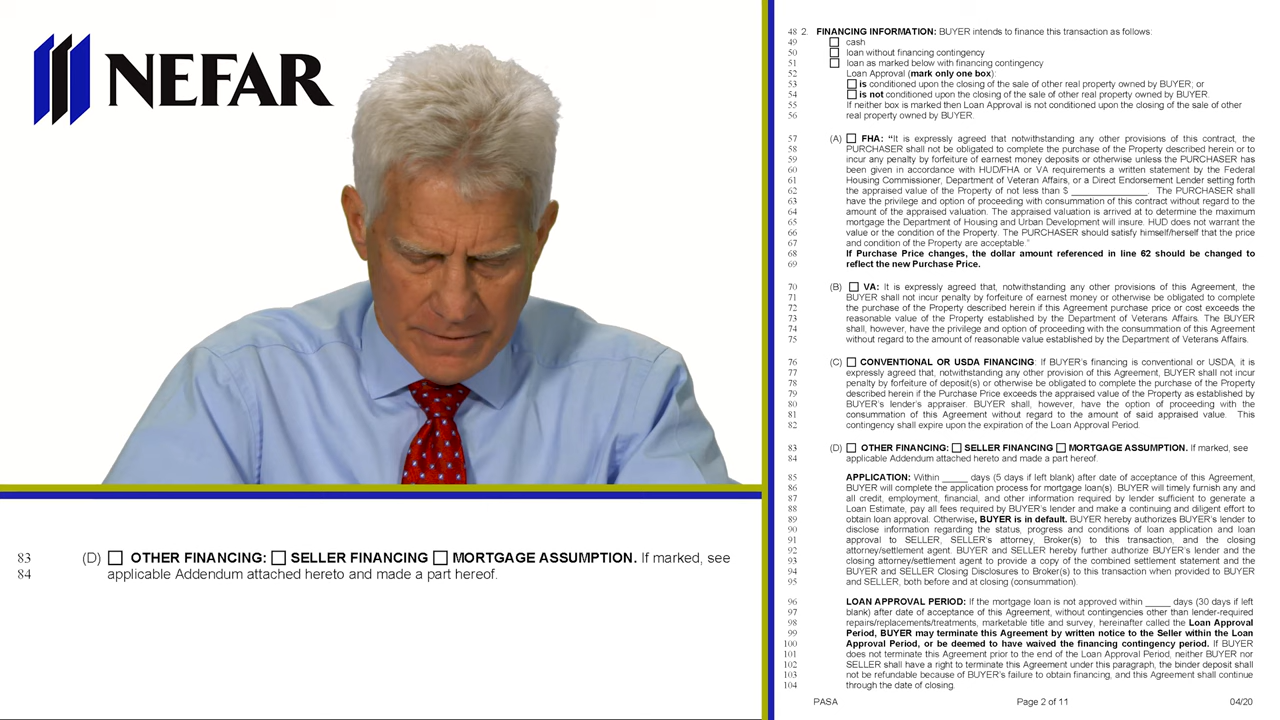 NEFAR
83 (D) ☐ OTHER FINANCING: ☐ SELLER FINANCING ☐ MORTGAGE ASSUMPTION. If marked, see
84 applicable Addendum attached hereto and made a part hereof.
48 2. FINANCING INFORMATION: BUYER intends to finance this transaction as follows:
49 ☐ cash
50 ☐ loan without financing contingency
51 ☐ loan as marked below with financing contingency
52 Loan Approval (mark only one box):
53 ☐ is conditioned upon the closing of the sale of other real property owned by BUYER; or
54 ☐ is not conditioned upon the closing of the sale of other real property owned by BUYER.
55 If neither box is marked then Loan Approval is not conditioned upon the closing of the sale of other
56 real property owned by BUYER.
57 (A) ☐ FHA: "It is expressly agreed that notwithstanding any other provisions of this contract, the
58 PURCHASER shall not be obligated to complete the purchase of the Property described herein or to
59 incur any penalty by forfeiture of earnest money deposits or otherwise unless the PURCHASER has
60 been given in accordance with HUD/FHA or VA requirements a written statement by the Federal
61 Housing Commissioner, Department of Veteran Affairs, or a Direct Endorsement Lender setting forth
62 the appraised value of the Property of not less than $ ________________. The PURCHASER shall
63 have the privilege and option of proceeding with consummation of this contract without regard to the
64 amount of the appraised valuation. The appraised valuation is arrived at to determine the maximum
65 mortgage the Department of Housing and Urban Development will insure. HUD does not warrant the
66 value or the condition of the Property. The PURCHASER should satisfy himself/herself that the price
67 and condition of the Property are acceptable."
68 If Purchase Price changes, the dollar amount referenced in line 62 should be changed to
69 reflect the new Purchase Price.
70 (B) ☐ VA: It is expressly agreed that, notwithstanding any other provisions of this Agreement, the
71 BUYER shall not incur penalty by forfeiture of earnest money or otherwise be obligated to complete
72 the purchase of the Property described herein if this Agreement purchase price or cost exceeds the
73 reasonable value of the Property established by the Department of Veterans Affairs. The BUYER
74 shall, however, have the privilege and option of proceeding with the consummation of this Agreement
75 without regard to the amount of reasonable value established by the Department of Veterans Affairs.
76 (C) ☐ CONVENTIONAL OR USDA FINANCING: If BUYER's financing is conventional or USDA, it is
77 expressly agreed that, notwithstanding any other provision of this Agreement, BUYER shall not incur
78 penalty by forfeiture of deposit(s) or otherwise be obligated to complete the purchase of the Property
79 described herein if the Purchase Price exceeds the appraised value of the Property as established by
80 BUYER's lender's appraiser. BUYER shall, however, have the option of proceeding with the
81 consummation of this Agreement without regard to the amount of said appraised value. This
82 contingency shall expire upon the expiration of the Loan Approval Period.
83 (D) ☐ OTHER FINANCING: ☐ SELLER FINANCING ☐ MORTGAGE ASSUMPTION. If marked, see
84 applicable Addendum attached hereto and made a part hereof.
85 APPLICATION: Within _____ days (5 days if left blank) after date of acceptance of this Agreement,
86 BUYER will complete the application process for mortgage loan(s). BUYER will timely furnish any and
87 all credit, employment, financial, and other information required by lender sufficient to generate a
88 Loan Estimate, pay all fees required by BUYER's lender and make a continuing and diligent effort to
89 obtain loan approval. Otherwise, BUYER is in default. BUYER hereby authorizes BUYER's lender to
90 disclose information regarding the status, progress and conditions of loan application and loan
91 approval to SELLER, SELLER's attorney, Broker(s) to this transaction, and the closing
92 attorney/settlement agent. BUYER and SELLER hereby further authorize BUYER's lender and the
93 closing attorney/settlement agent to provide a copy of the combined settlement statement and the
94 BUYER and SELLER Closing Disclosures to Broker(s) to this transaction when provided to BUYER
95 and SELLER, both before and at closing (consummation).
96 LOAN APPROVAL PERIOD: If the mortgage loan is not approved within _____ days (30 days if left
97 blank) after date of acceptance of this Agreement, without contingencies other than lender-required
98 repairs/replacements/treatments, marketable title and survey, hereinafter called the Loan Approval
99 Period, BUYER may terminate this Agreement by written notice to the Seller within the Loan
100 Approval Period, or be deemed to have waived the financing contingency period. If BUYER
101 does not terminate this Agreement prior to the end of the Loan Approval Period, neither BUYER nor
102 SELLER shall have a right to terminate this Agreement under this paragraph, the binder deposit shall
103 not be refundable because of BUYER's failure to obtain financing, and this Agreement shall continue
104 through the date of closing.
PASA Page 2 of 11 04/20